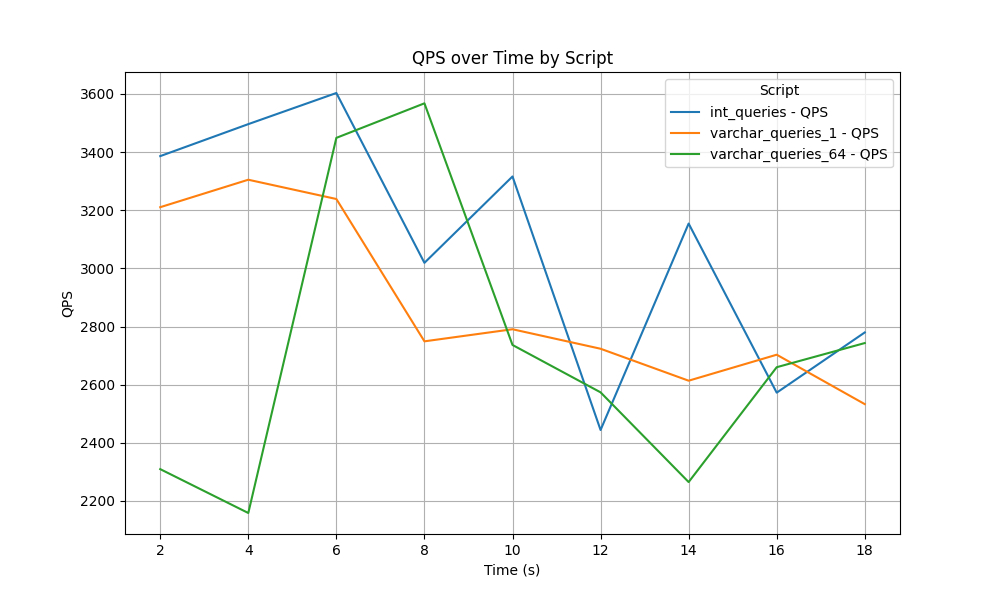 QPS over Time by Script
Script
int_queries - QPS
varchar_queries_1 - QPS
varchar_queries_64 - QPS
QPS
3600
3400
3200
3000
2800
2600
2400
2200
2 4 6 8 10 12 14 16 18
Time (s)